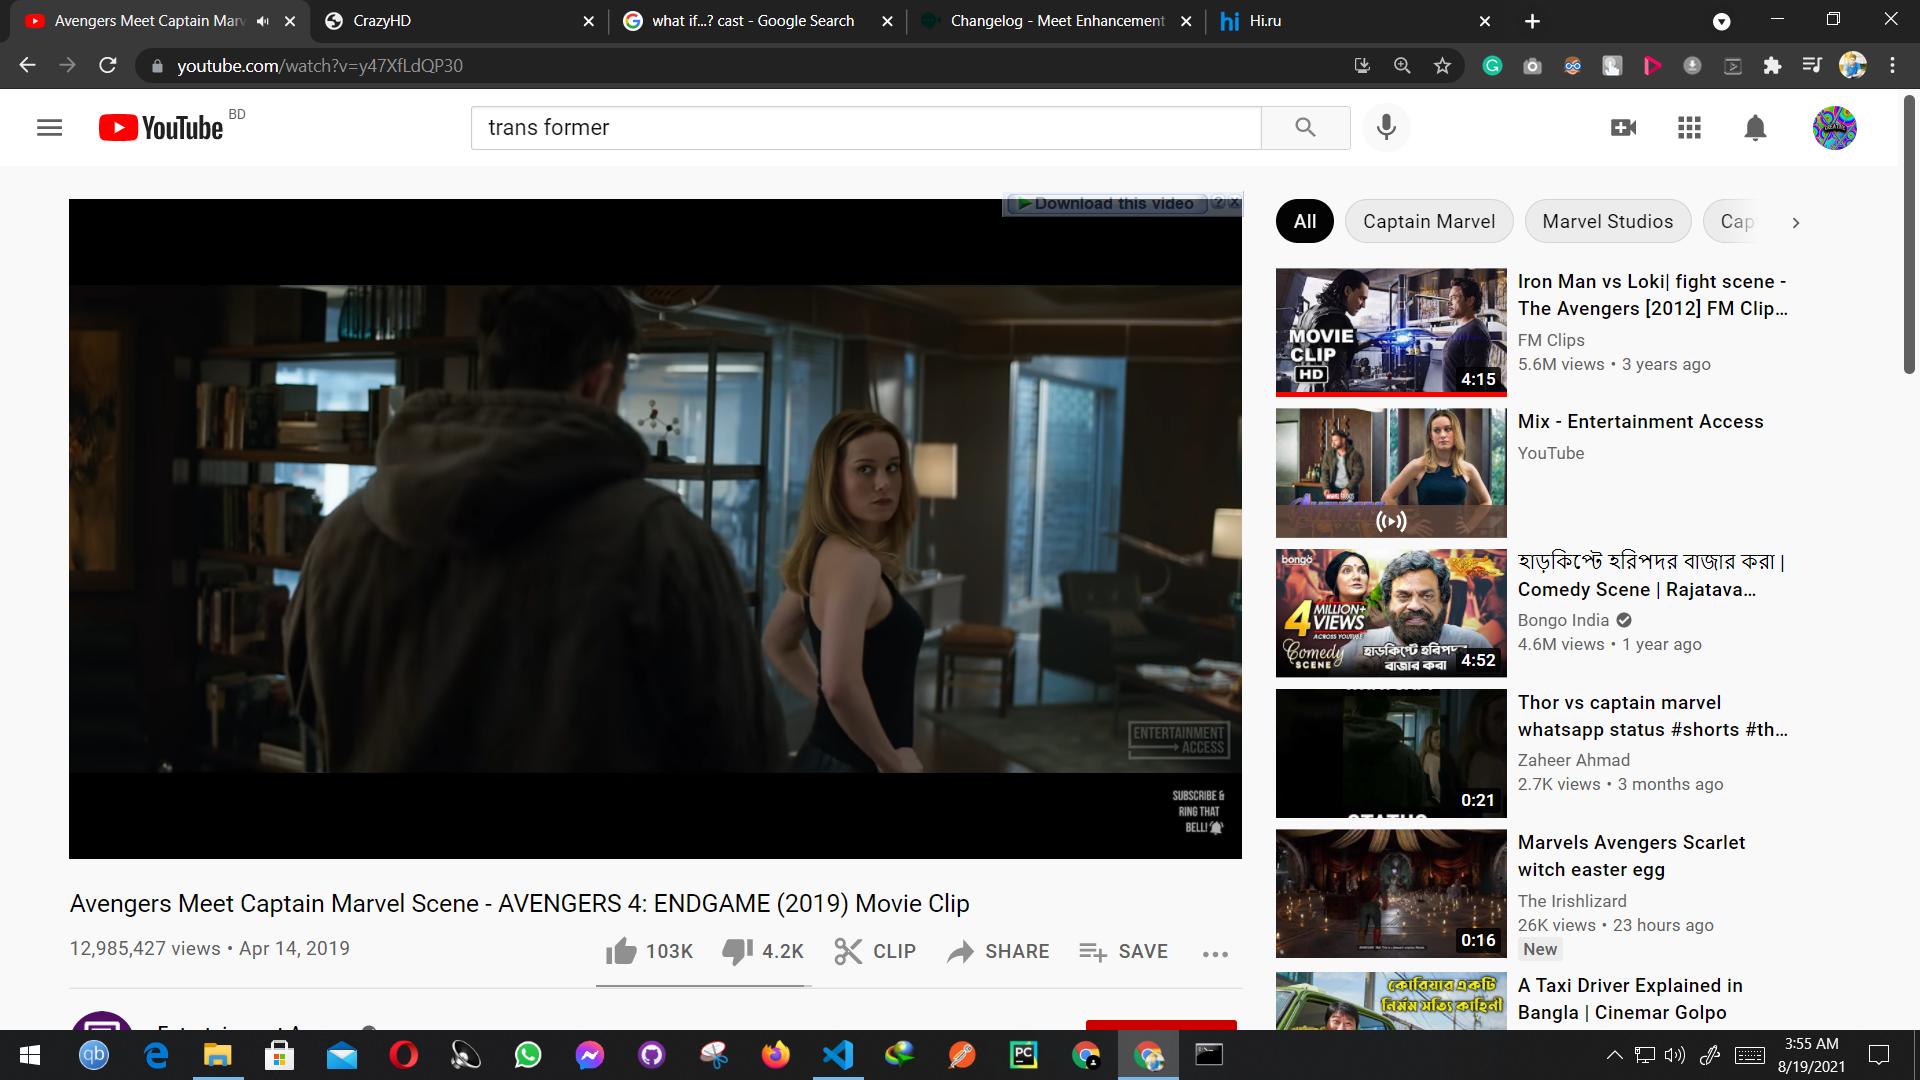 Avengers Meet Captain Marv
CrazyHD
what if...? cast - Google Search
Changelog - Meet Enhancement
hi Hi.ru
youtube.com/watch?v=y47XfLdQP30
YouTube BD
trans former
Download this video ? x
All
Captain Marvel
Marvel Studios
Cap
ENTERTAINMENT
ACCESS
SUBSCRIBE &
RING THAT
BELL!
Avengers Meet Captain Marvel Scene - AVENGERS 4: ENDGAME (2019) Movie Clip
12,985,427 views • Apr 14, 2019
103K
4.2K
CLIP
SHARE
SAVE
MOVIE
CLIP
HD
4:15
Iron Man vs Loki| fight scene -
The Avengers [2012] FM Clip...
FM Clips
5.6M views • 3 years ago
Mix - Entertainment Access
YouTube
bongo
4 MILLION+
VIEWS
ACROSS YOUTUBE
Comedy
SCENE
হাড়কিপ্টে হরিপদর
বাজার করা
4:52
হাড়কিপ্টে হরিপদর বাজার করা |
Comedy Scene | Rajatava...
Bongo India
4.6M views • 1 year ago
0:21
Thor vs captain marvel
whatsapp status #shorts #th...
Zaheer Ahmad
2.7K views • 3 months ago
0:16
Marvels Avengers Scarlet
witch easter egg
The Irishlizard
26K views • 23 hours ago
New
কোরিয়ার একটি
নির্মম সত্যি কাহিনী
A Taxi Driver Explained in
Bangla | Cinemar Golpo
qb
PC
3:55 AM
8/19/2021